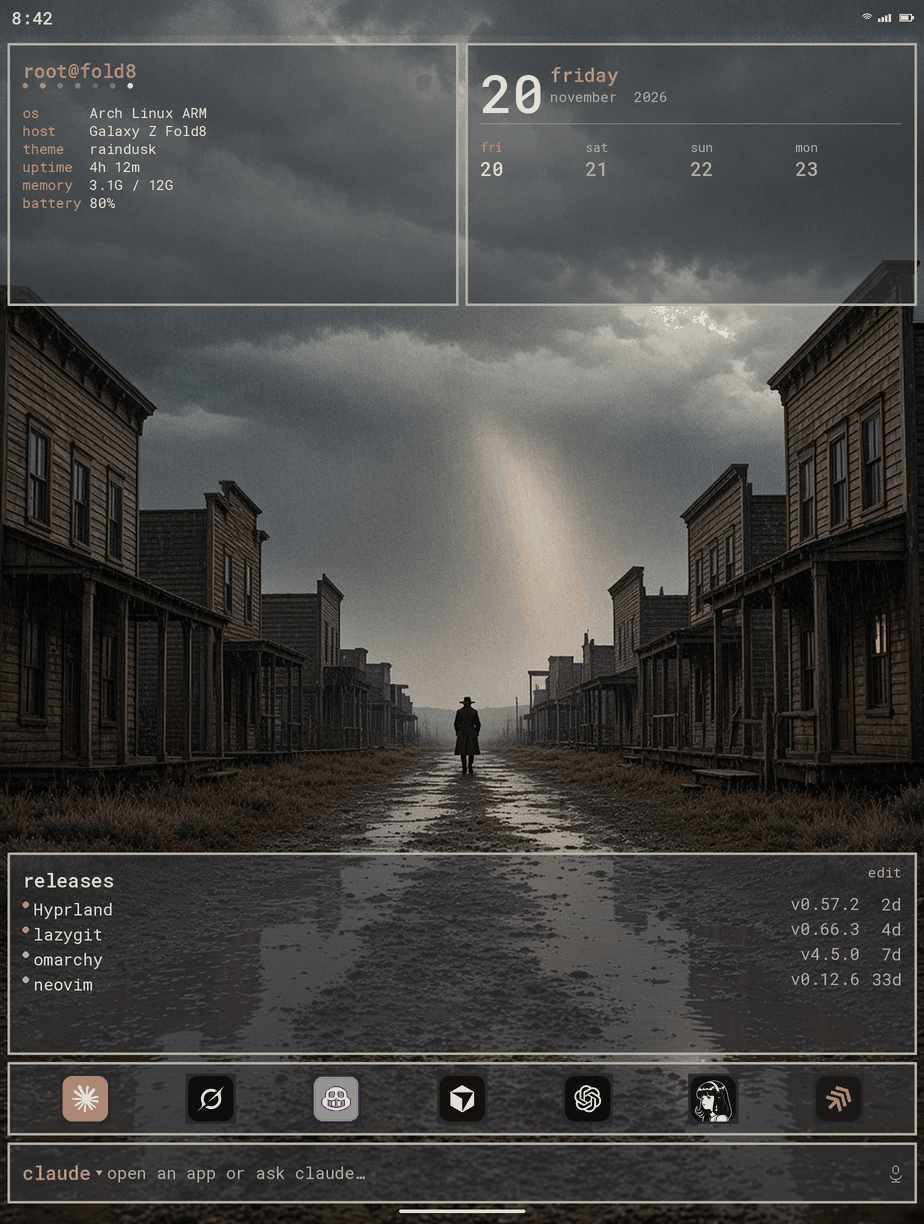 8:42
root@fold8
os Arch Linux ARM
host Galaxy Z Fold8
theme raindusk
uptime 4h 12m
memory 3.1G / 12G
battery 80%
20 friday
november 2026
fri sat sun mon
20 21 22 23
releases edit
Hyprland v0.57.2 2d
lazygit v0.66.3 4d
omarchy v4.5.0 7d
neovim v0.12.6 33d
claude open an app or ask claude…